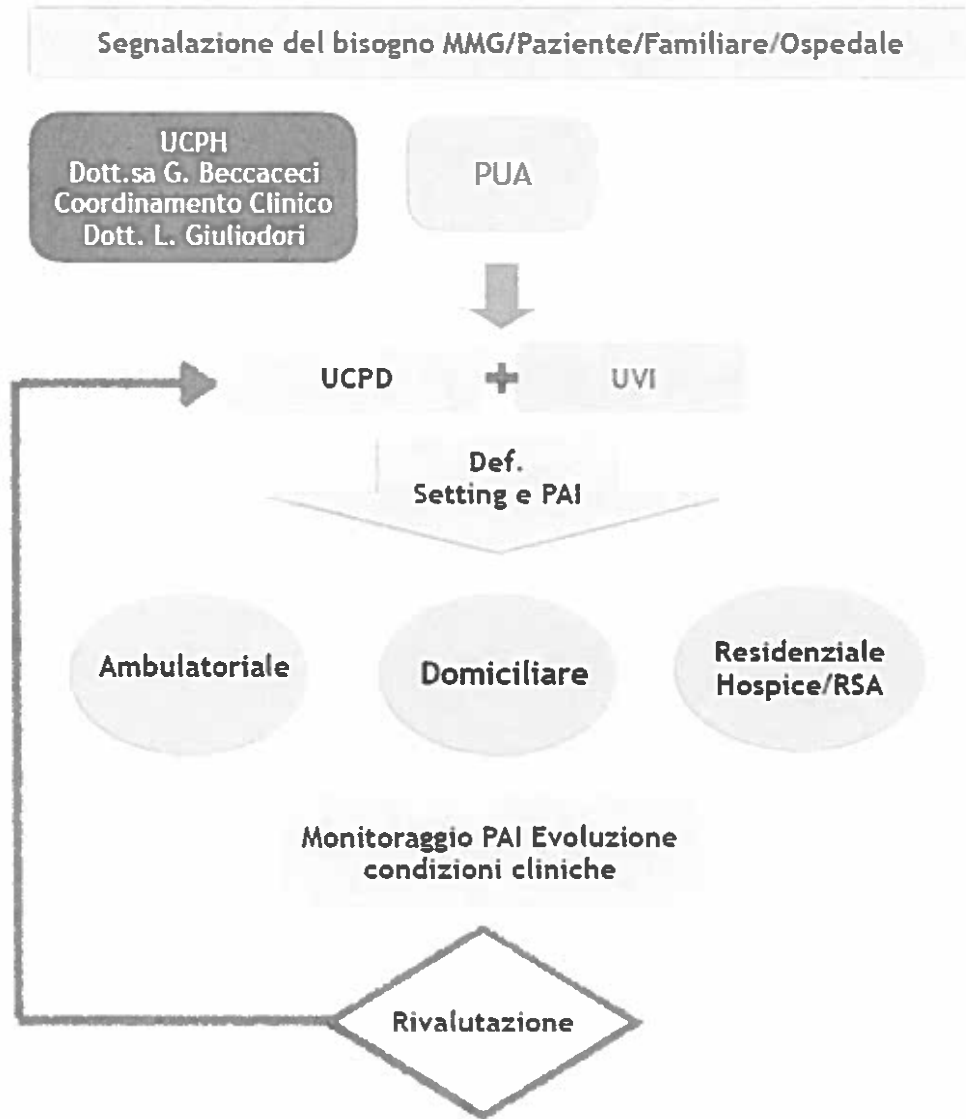 Segnalazione del bisogno MMG/Paziente/Familiare/Ospedale
UCPH
Dott.sa G. Beccaceci
Coordinamento Clinico
Dott. L. Giuliodori
PUA
UCPD + UVI
Def.
Setting e PAI
Ambulatoriale
Domiciliare
Residenziale
Hospice/RSA
Monitoraggio PAI Evoluzione
condizioni cliniche
Rivalutazione